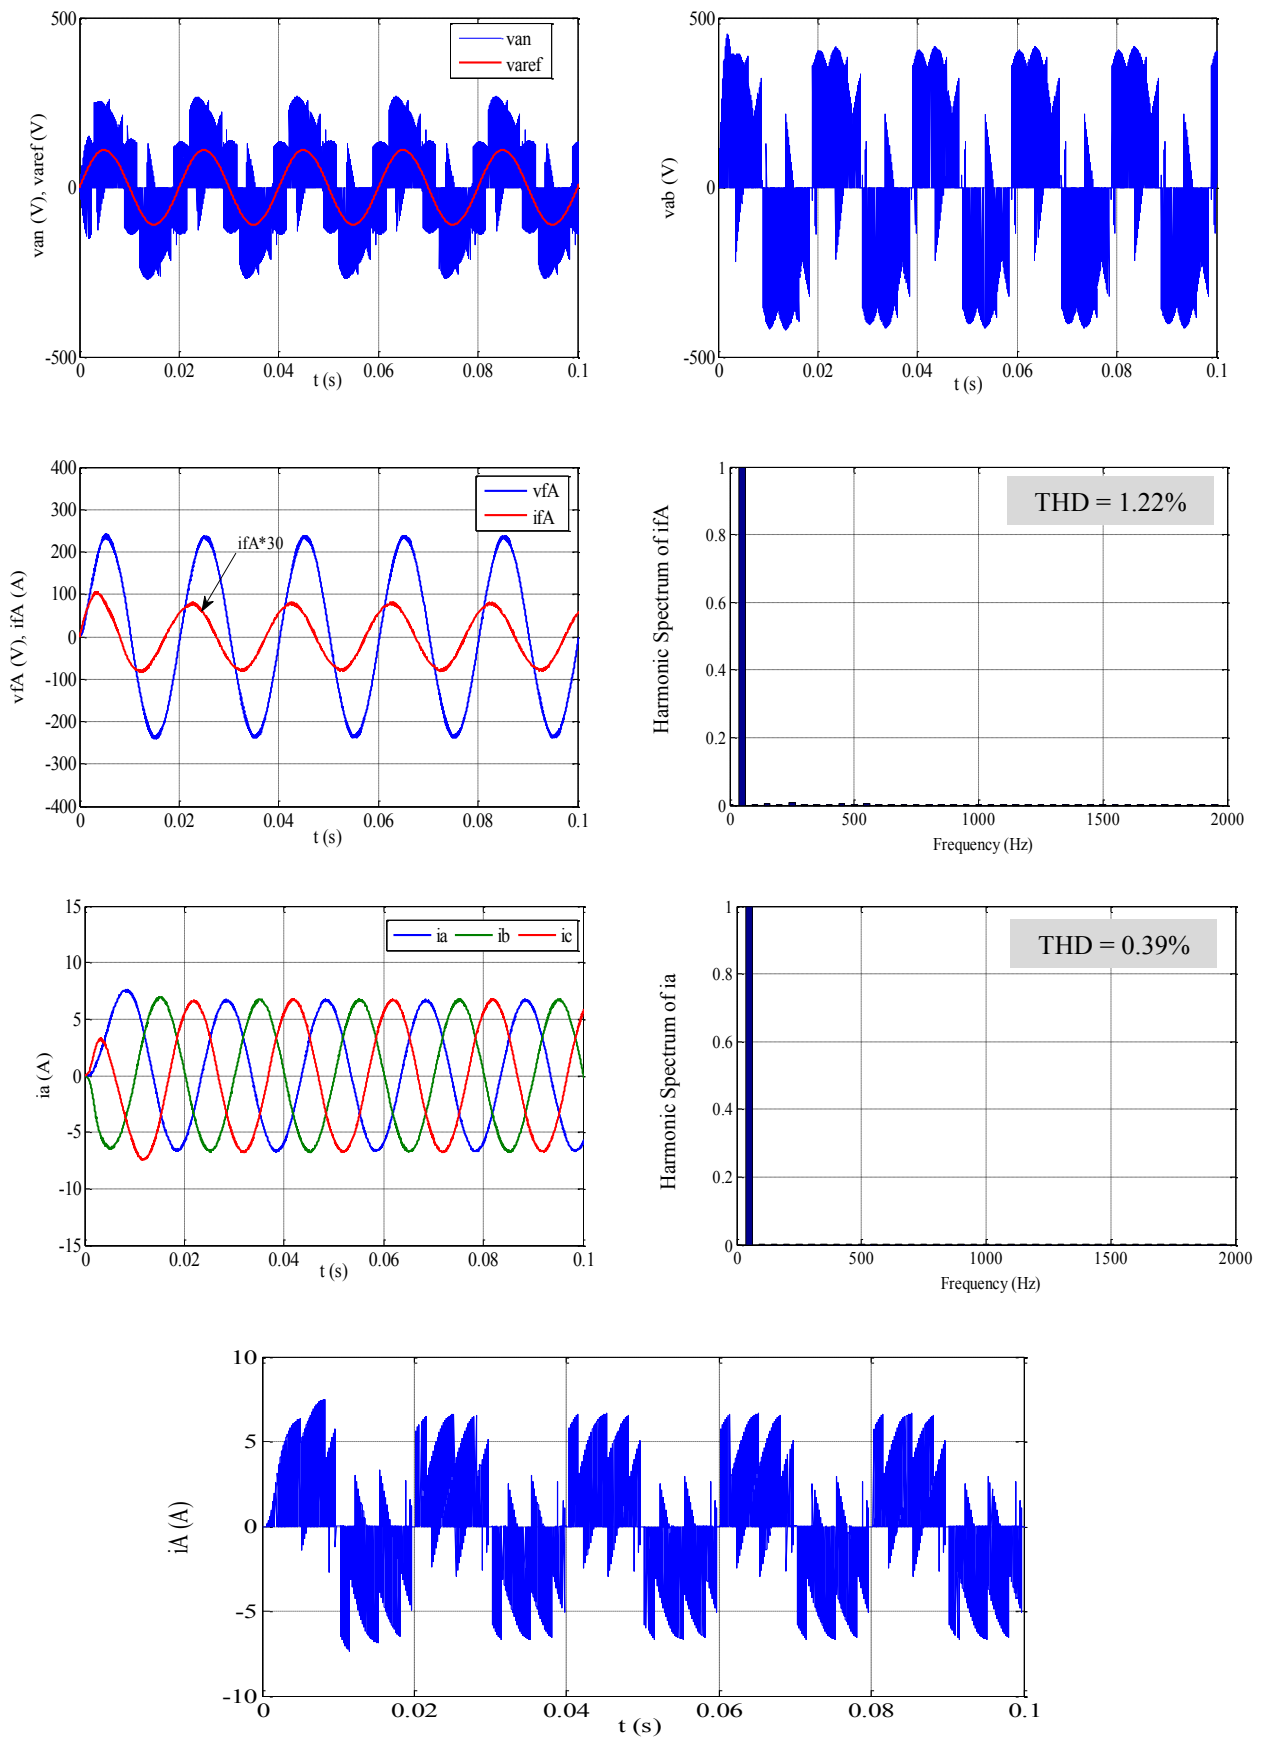 500
0
-500
0 0.02 0.04 0.06 0.08 0.1
t (s)
van (V), varef (V)
van
varef
500
0
-500
0 0.02 0.04 0.06 0.08 0.1
t (s)
vab (V)
400
300
200
100
0
-100
-200
-300
-400
0 0.02 0.04 0.06 0.08 0.1
t (s)
vfA (V), ifA (A)
vfA
ifA
ifA*30
1
0.8
0.6
0.4
0.2
0
0 500 1000 1500 2000
Frequency (Hz)
Harmonic Spectrum of ifA
THD = 1.22%
15
10
5
0
-5
-10
-15
0 0.02 0.04 0.06 0.08 0.1
t (s)
ia (A)
ia ib ic
1
0.8
0.6
0.4
0.2
0
0 500 1000 1500 2000
Frequency (Hz)
Harmonic Spectrum of ia
THD = 0.39%
10
5
0
-5
-10
0 0.02 0.04 0.06 0.08 0.1
t (s)
iA (A)